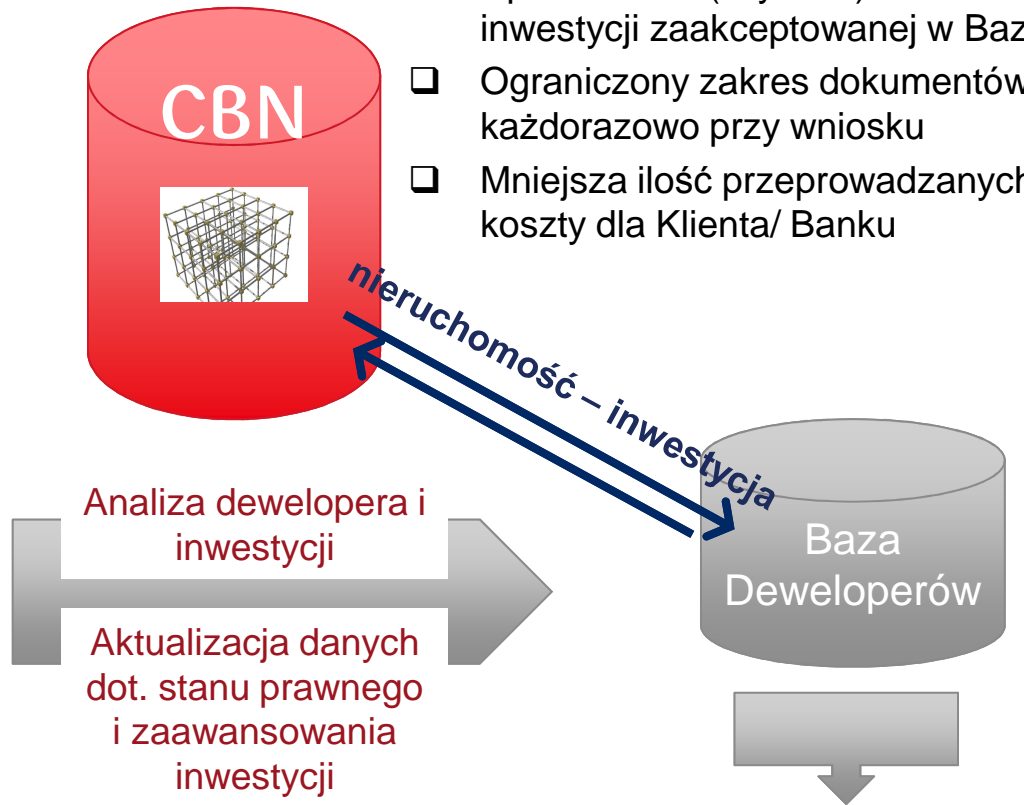 inwestycji zaakceptowanej w Baz
❑ Ograniczony zakres dokumentów
każdorazowo przy wniosku
❑ Mniejsza ilość przeprowadzanych
koszty dla Klienta/ Banku
CBN
nieruchomość – inwestycja
Analiza dewelopera i
inwestycji
Baza
Deweloperów
Aktualizacja danych
dot. stanu prawnego
i zaawansowania
inwestycji